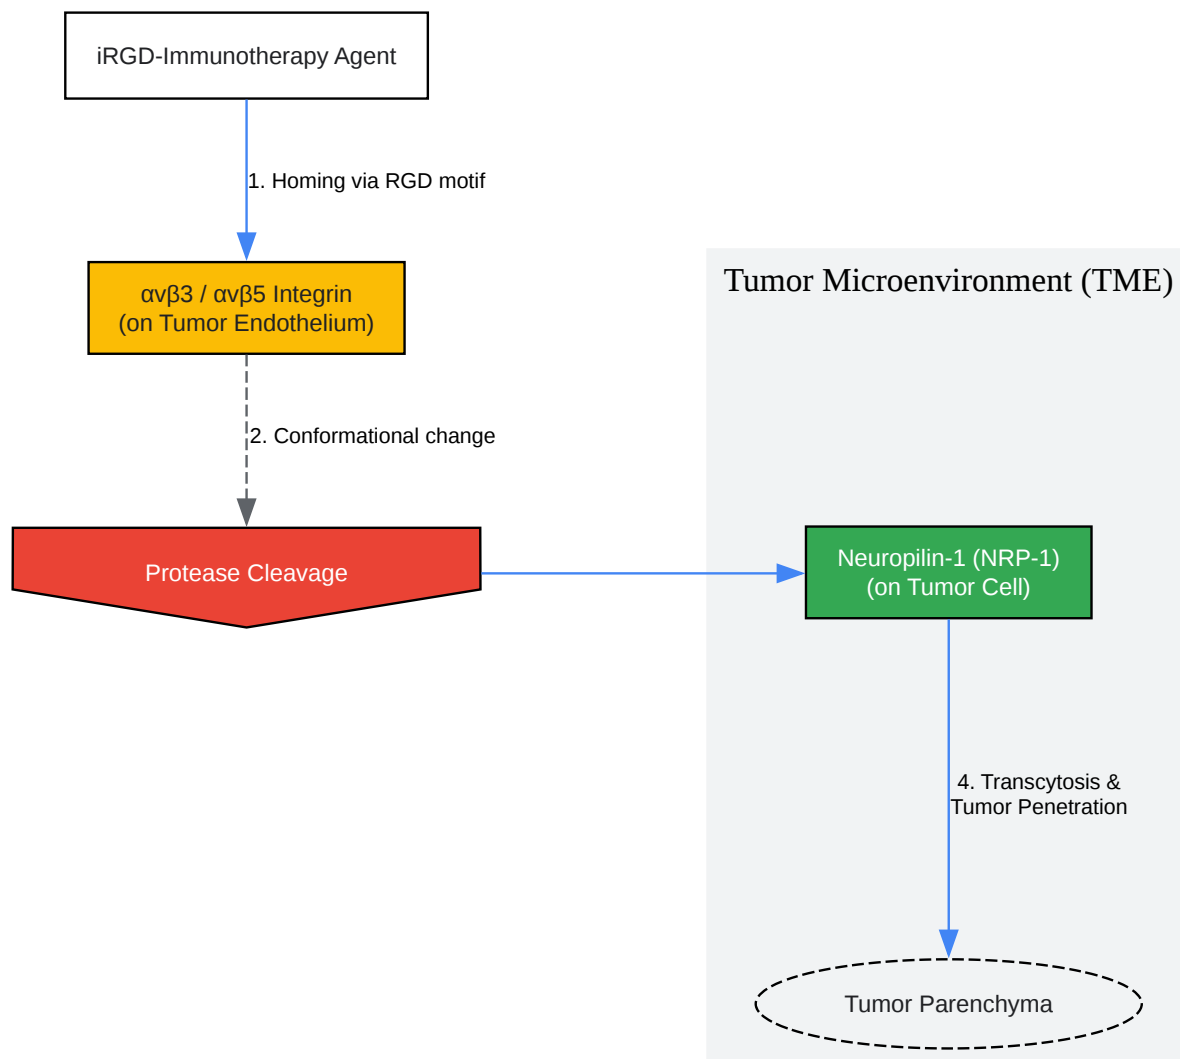 iRGD-Immunotherapy Agent
1. Homing via RGD motif
αvβ3 / αvβ5 Integrin
(on Tumor Endothelium)
2. Conformational change
Protease Cleavage
Tumor Microenvironment (TME)
Neuropilin-1 (NRP-1)
(on Tumor Cell)
4. Transcytosis &
Tumor Penetration
Tumor Parenchyma